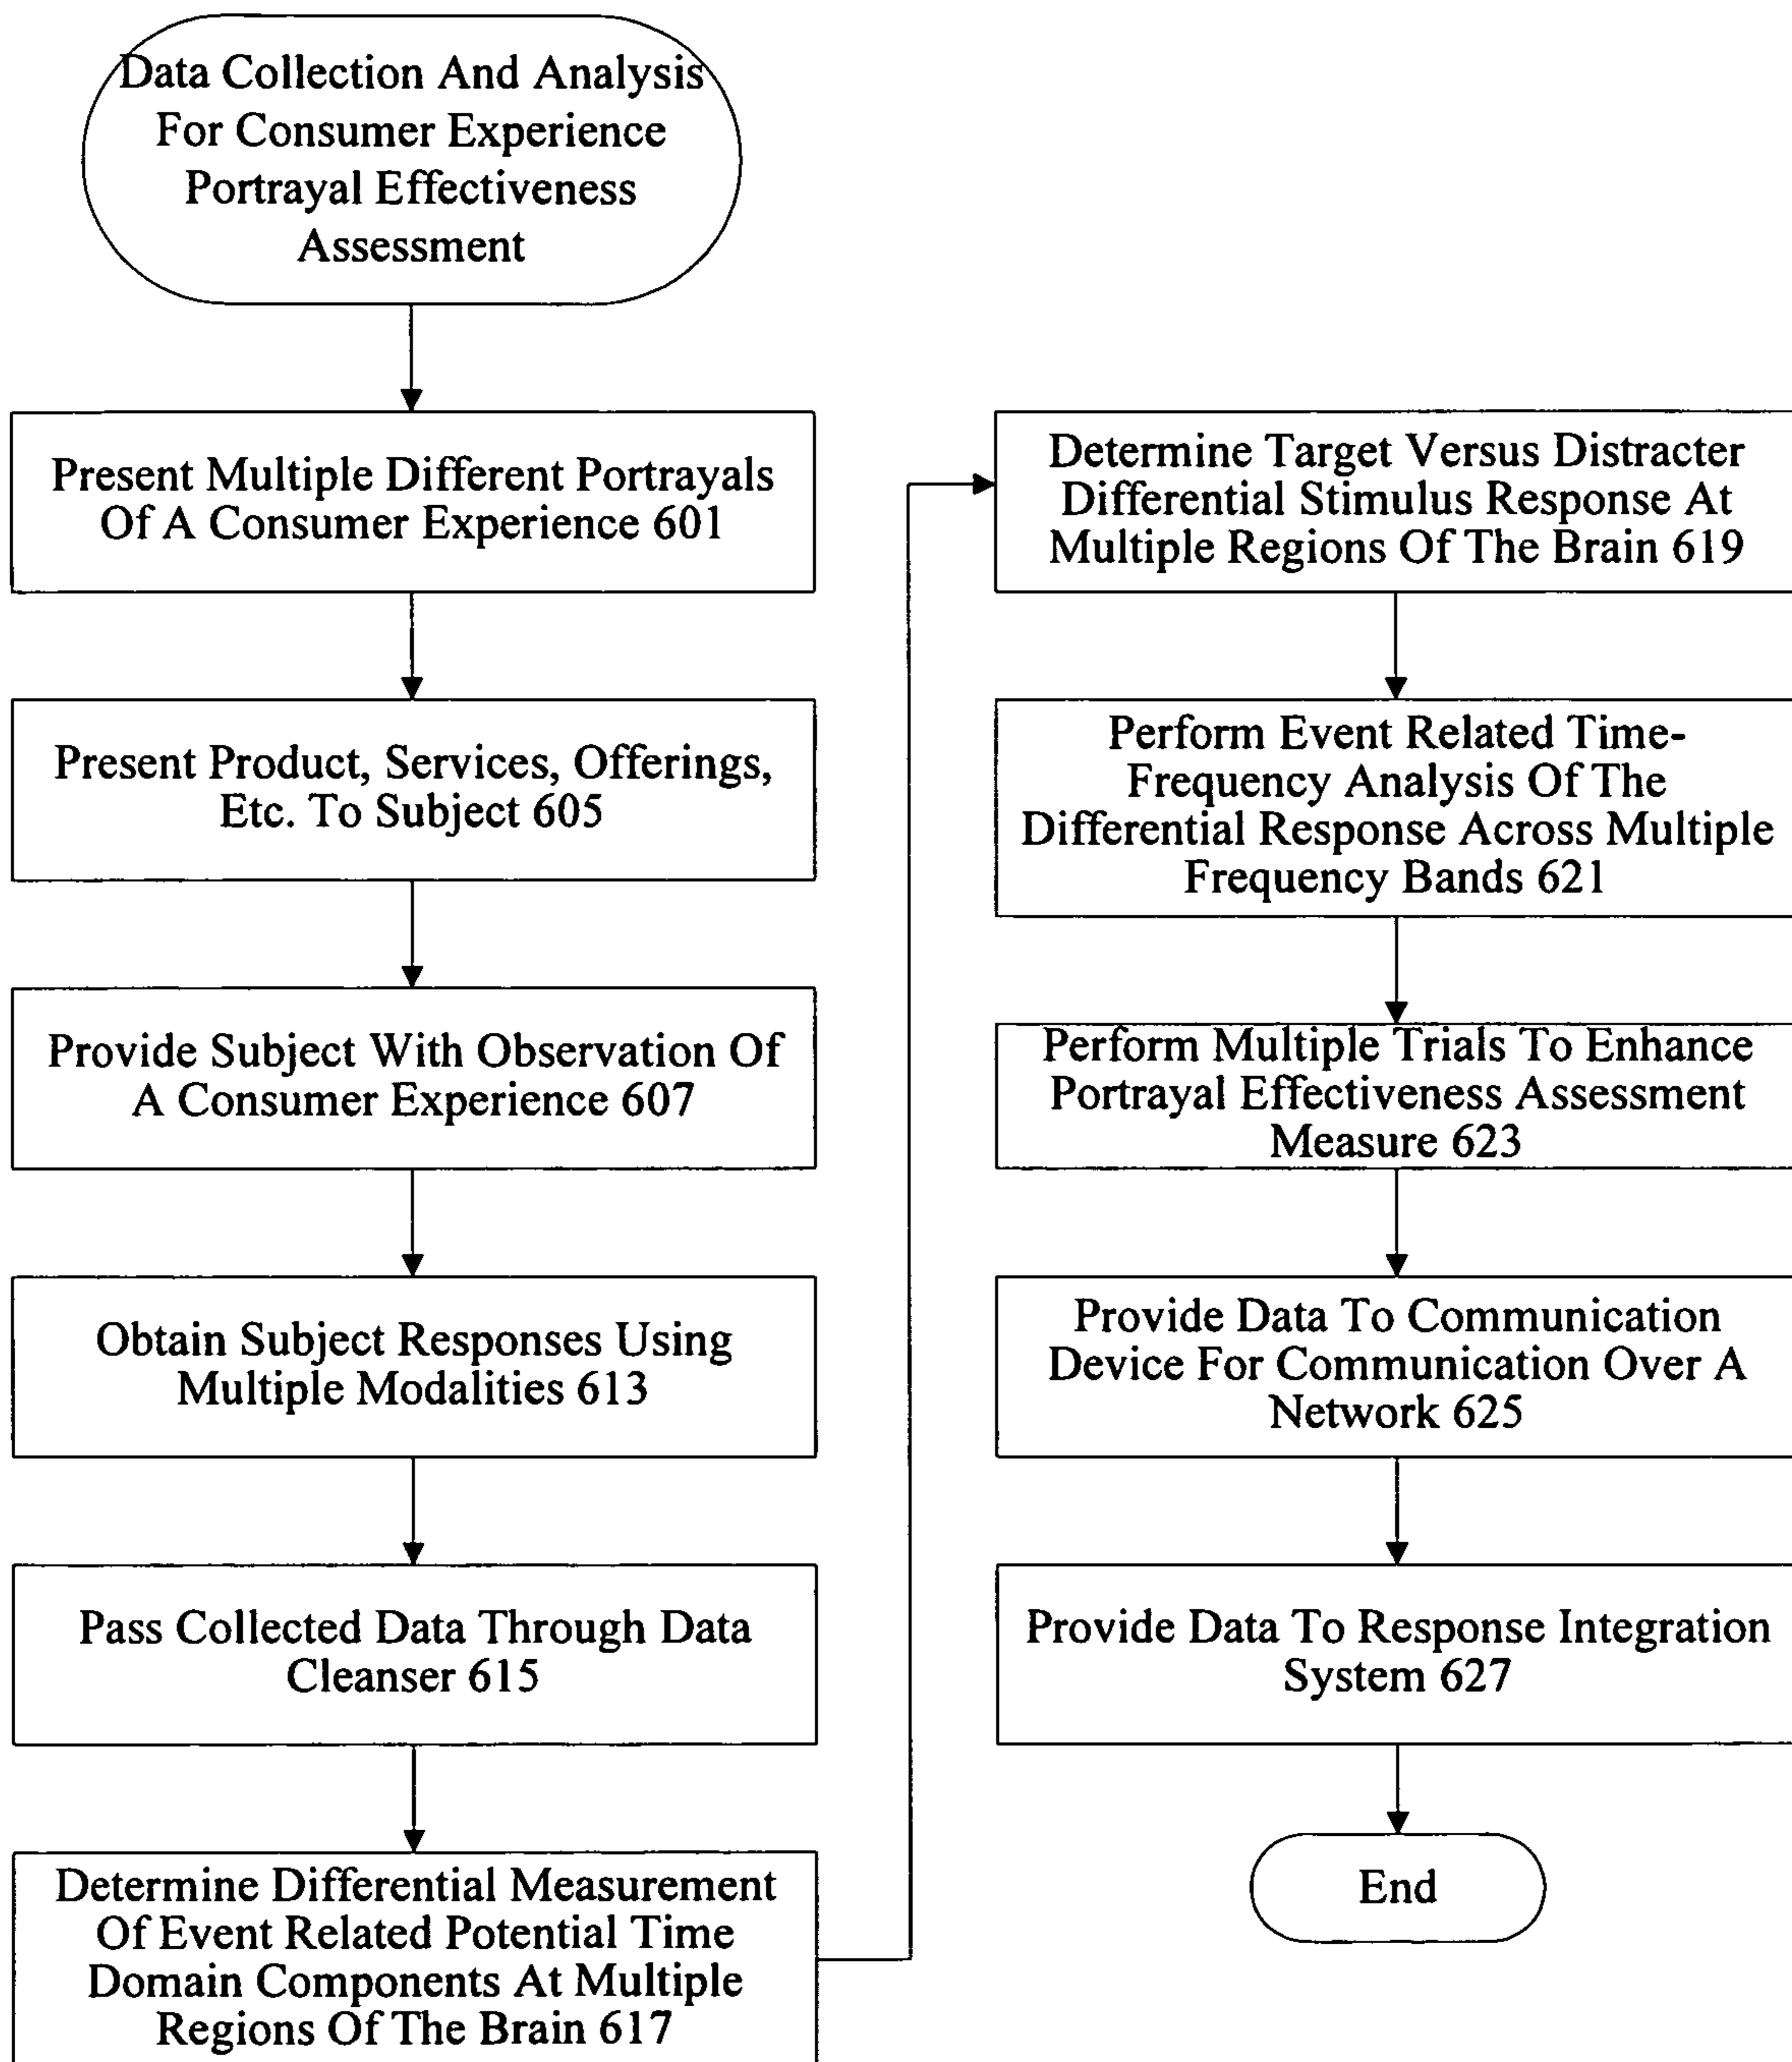 Data Collection And Analysis
For Consumer Experience
Portrayal Effectiveness
Assessment
Present Multiple Different Portrayals
Of A Consumer Experience 601
Present Product, Services, Offerings,
Etc. To Subject 605
Provide Subject With Observation Of
A Consumer Experience 607
Obtain Subject Responses Using
Multiple Modalities 613
Pass Collected Data Through Data
Cleanser 615
Determine Differential Measurement
Of Event Related Potential Time
Domain Components At Multiple
Regions Of The Brain 617
Determine Target Versus Distracter
Differential Stimulus Response At
Multiple Regions Of The Brain 619
Perform Event Related Time-
Frequency Analysis Of The
Differential Response Across Multiple
Frequency Bands 621
Perform Multiple Trials To Enhance
Portrayal Effectiveness Assessment
Measure 623
Provide Data To Communication
Device For Communication Over A
Network 625
Provide Data To Response Integration
System 627
End